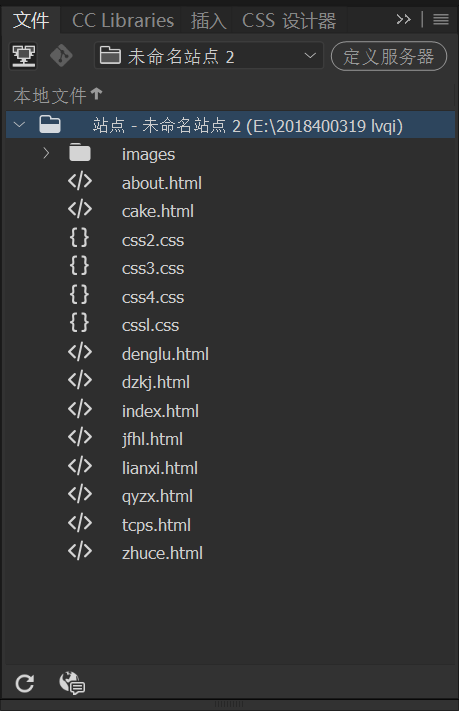 文件 CC Libraries 插入 CSS 设计器
未命名站点 2 定义服务器
本地文件
站点 - 未命名站点 2 (E:\2018400319 lvqi)
images
about.html
cake.html
css2.css
css3.css
css4.css
cssl.css
denglu.html
dzkj.html
index.html
jfhl.html
lianxi.html
qyzx.html
tcps.html
zhuce.html